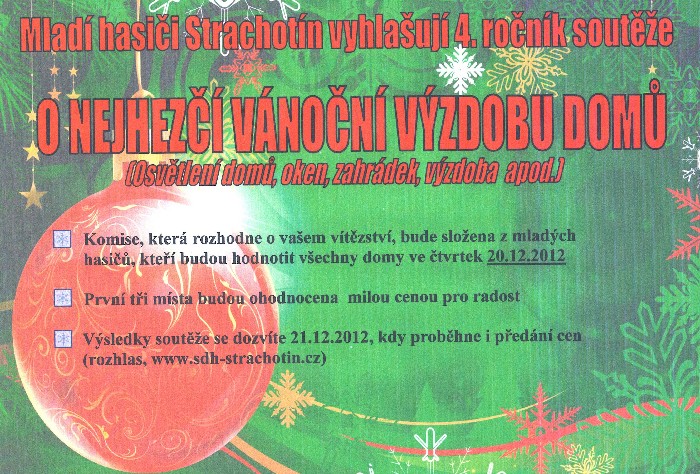 Mladí hasiči Strachotín vyhlašují 4. ročník soutěže
O NEJHEZČÍ VÁNOČNÍ VÝZDOBU DOMŮ
(Osvětlení domů, oken, zahrádek, výzdoba apod.)
Komise, která rozhodne o vašem vítězství, bude složena z mladých
hasičů, kteří budou hodnotit všechny domy ve čtvrtek 20.12.2012
První tři místa budou ohodnocena milou cenou pro radost
Výsledky soutěže se dozvíte 21.12.2012, kdy proběhne i předání cen
(rozhlas, www.sdh-strachotin.cz)